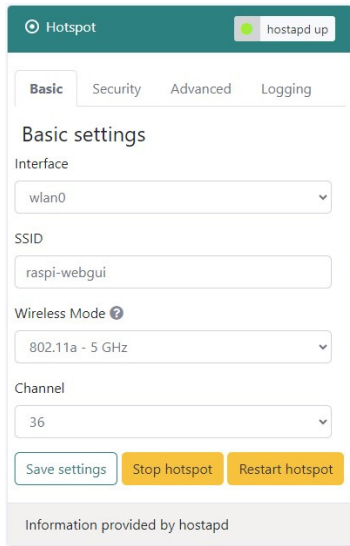 Hotspot
hostapd up
Basic
Security
Advanced
Logging
Basic settings
Interface
wlan0
SSID
raspi-webgui
Wireless Mode
802.11a - 5 GHz
Channel
36
Save settings
Stop hotspot
Restart hotspot
Information provided by hostapd